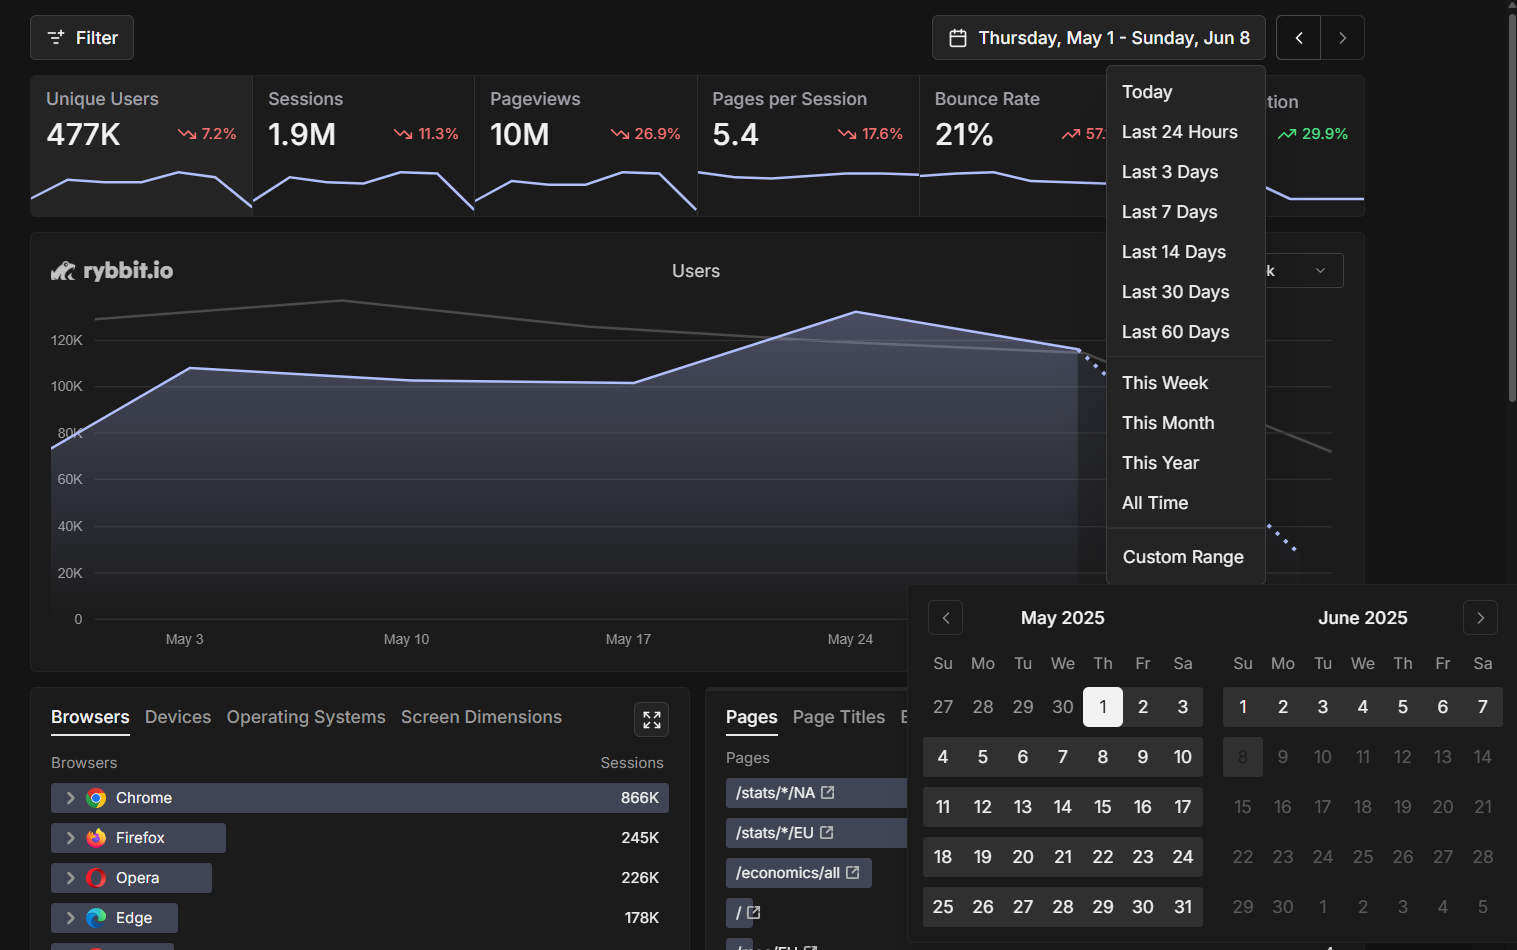 Filter
Thursday, May 1 - Sunday, Jun 8
Unique Users
477K
7.2%
Sessions
1.9M
11.3%
Pageviews
10M
26.9%
Pages per Session
5.4
17.6%
Bounce Rate
21%
57.
tion
29.9%
Today
Last 24 Hours
Last 3 Days
Last 7 Days
Last 14 Days
Last 30 Days
Last 60 Days
This Week
This Month
This Year
All Time
Custom Range
rybbit.io
Users
k
120K
100K
80K
60K
40K
20K
0
May 3
May 10
May 17
May 24
May 2025
Su Mo Tu We Th Fr Sa
27 28 29 30 1 2 3
4 5 6 7 8 9 10
11 12 13 14 15 16 17
18 19 20 21 22 23 24
25 26 27 28 29 30 31
June 2025
Su Mo Tu We Th Fr Sa
1 2 3 4 5 6 7
8 9 10 11 12 13 14
15 16 17 18 19 20 21
22 23 24 25 26 27 28
29 30 1 2 3 4 5
Browsers Devices Operating Systems Screen Dimensions
Browsers Sessions
Chrome 866K
Firefox 245K
Opera 226K
Edge 178K
Pages Page Titles
Pages
/stats/*/NA
/stats/*/EU
/economics/all
/